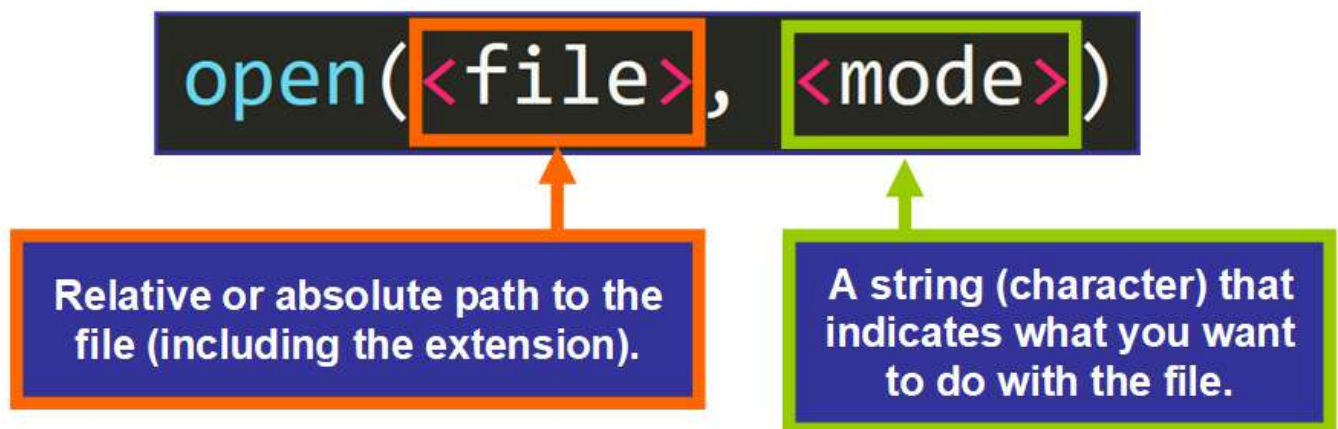 open(<file>, <mode>)
Relative or absolute path to the
file (including the extension).
A string (character) that
indicates what you want
to do with the file.